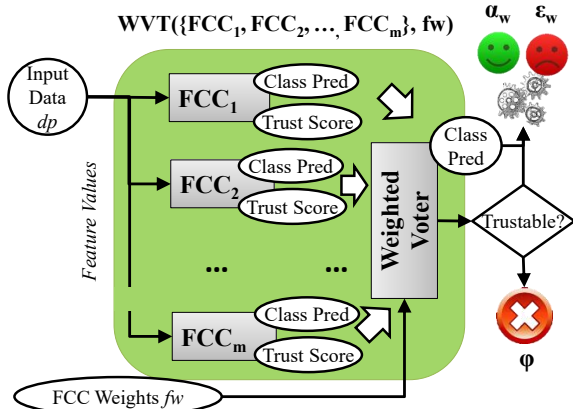 WVT({FCC1, FCC2, …, FCCm}, fw)
αw
εw
Input
Data
dp
FCC1
Class Pred
Trust Score
FCC2
Class Pred
Trust Score
Feature Values
...
...
FCCm
Class Pred
Trust Score
Weighted
Voter
Class
Pred
Trustable?
φ
FCC Weights fw